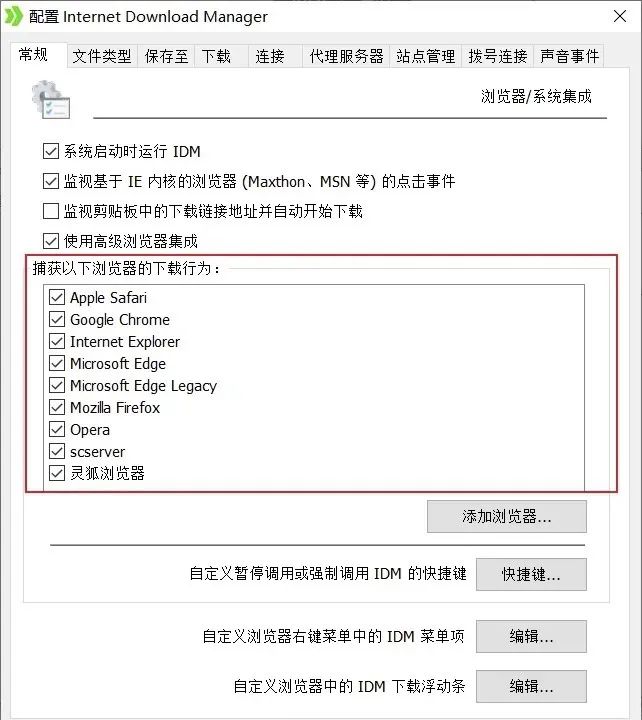 配置 Internet Download Manager
常规 文件类型 保存至 下载 连接 代理服务器 站点管理 拨号连接 声音事件
浏览器/系统集成
系统启动时运行 IDM
监视基于 IE 内核的浏览器 (Maxthon、MSN 等) 的点击事件
监视剪贴板中的下载链接地址并自动开始下载
使用高级浏览器集成
捕获以下浏览器的下载行为：
Apple Safari
Google Chrome
Internet Explorer
Microsoft Edge
Microsoft Edge Legacy
Mozilla Firefox
Opera
scserver
灵狐浏览器
添加浏览器...
自定义暂停调用或强制调用 IDM 的快捷键 快捷键...
自定义浏览器右键菜单中的 IDM 菜单项 编辑...
自定义浏览器中的 IDM 下载浮动条 编辑...